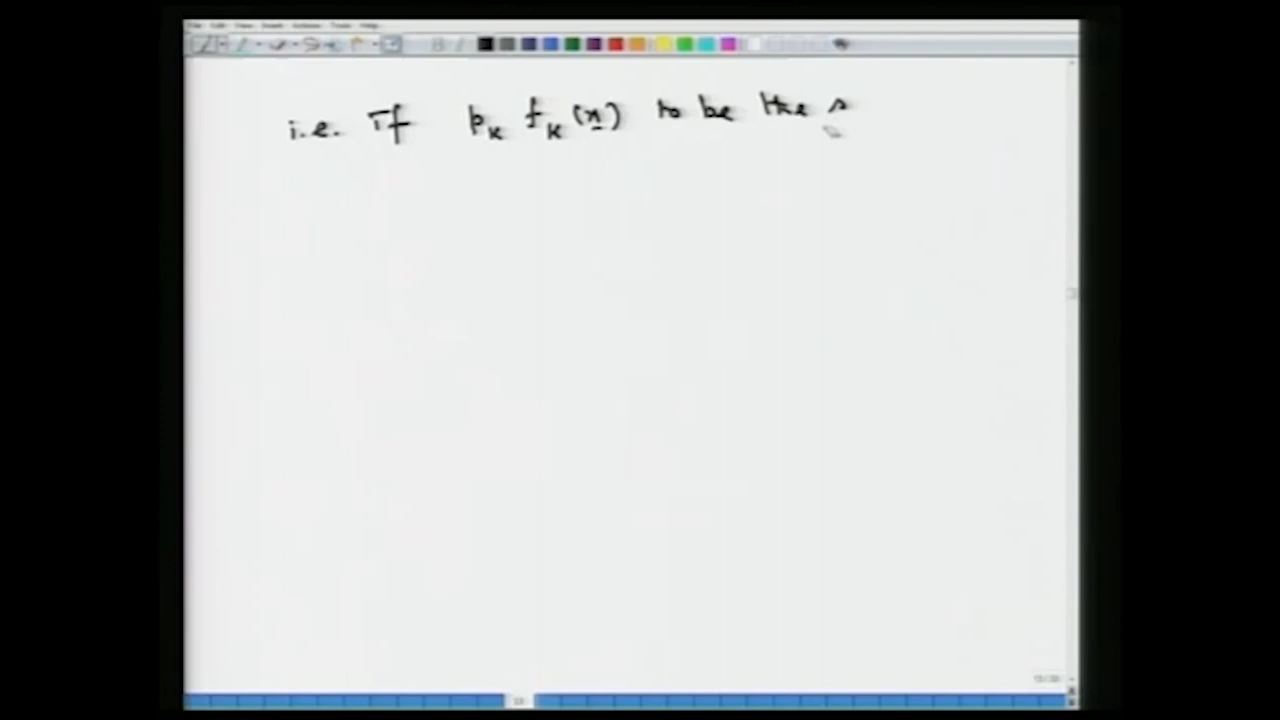 i.e. If p_k f_k (x) to be the s